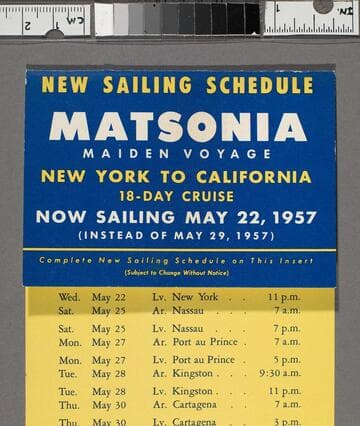 1 CM 2
1 IN.
NEW SAILING SCHEDULE
MATSONIA
MAIDEN VOYAGE
NEW YORK TO CALIFORNIA
18-DAY CRUISE
NOW SAILING MAY 22, 1957
(INSTEAD OF MAY 29, 1957)
Complete New Sailing Schedule on This Insert
(Subject to Change Without Notice)
Wed. May 22 Lv. New York . . 11 p.m.
Sat. May 25 Ar. Nassau . . . 7 a.m.
Sat. May 25 Lv. Nassau . . . 7 p.m.
Mon. May 27 Ar. Port au Prince . 7 a.m.
Mon. May 27 Lv. Port au Prince . 5 p.m.
Tue. May 28 Ar. Kingston . . . 9:30 a.m.
Tue. May 28 Lv. Kingston . . . 11 p.m.
Thu. May 30 Ar. Cartagena . . 7 a.m.
Thu. May 30 Lv. Cartagena . . 3 p.m.